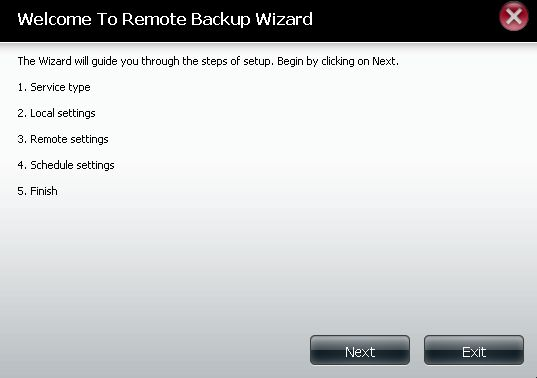 Welcome To Remote Backup Wizard
The Wizard will guide you through the steps of setup. Begin by clicking on Next.
1. Service type
2. Local settings
3. Remote settings
4. Schedule settings
5. Finish
Next
Exit